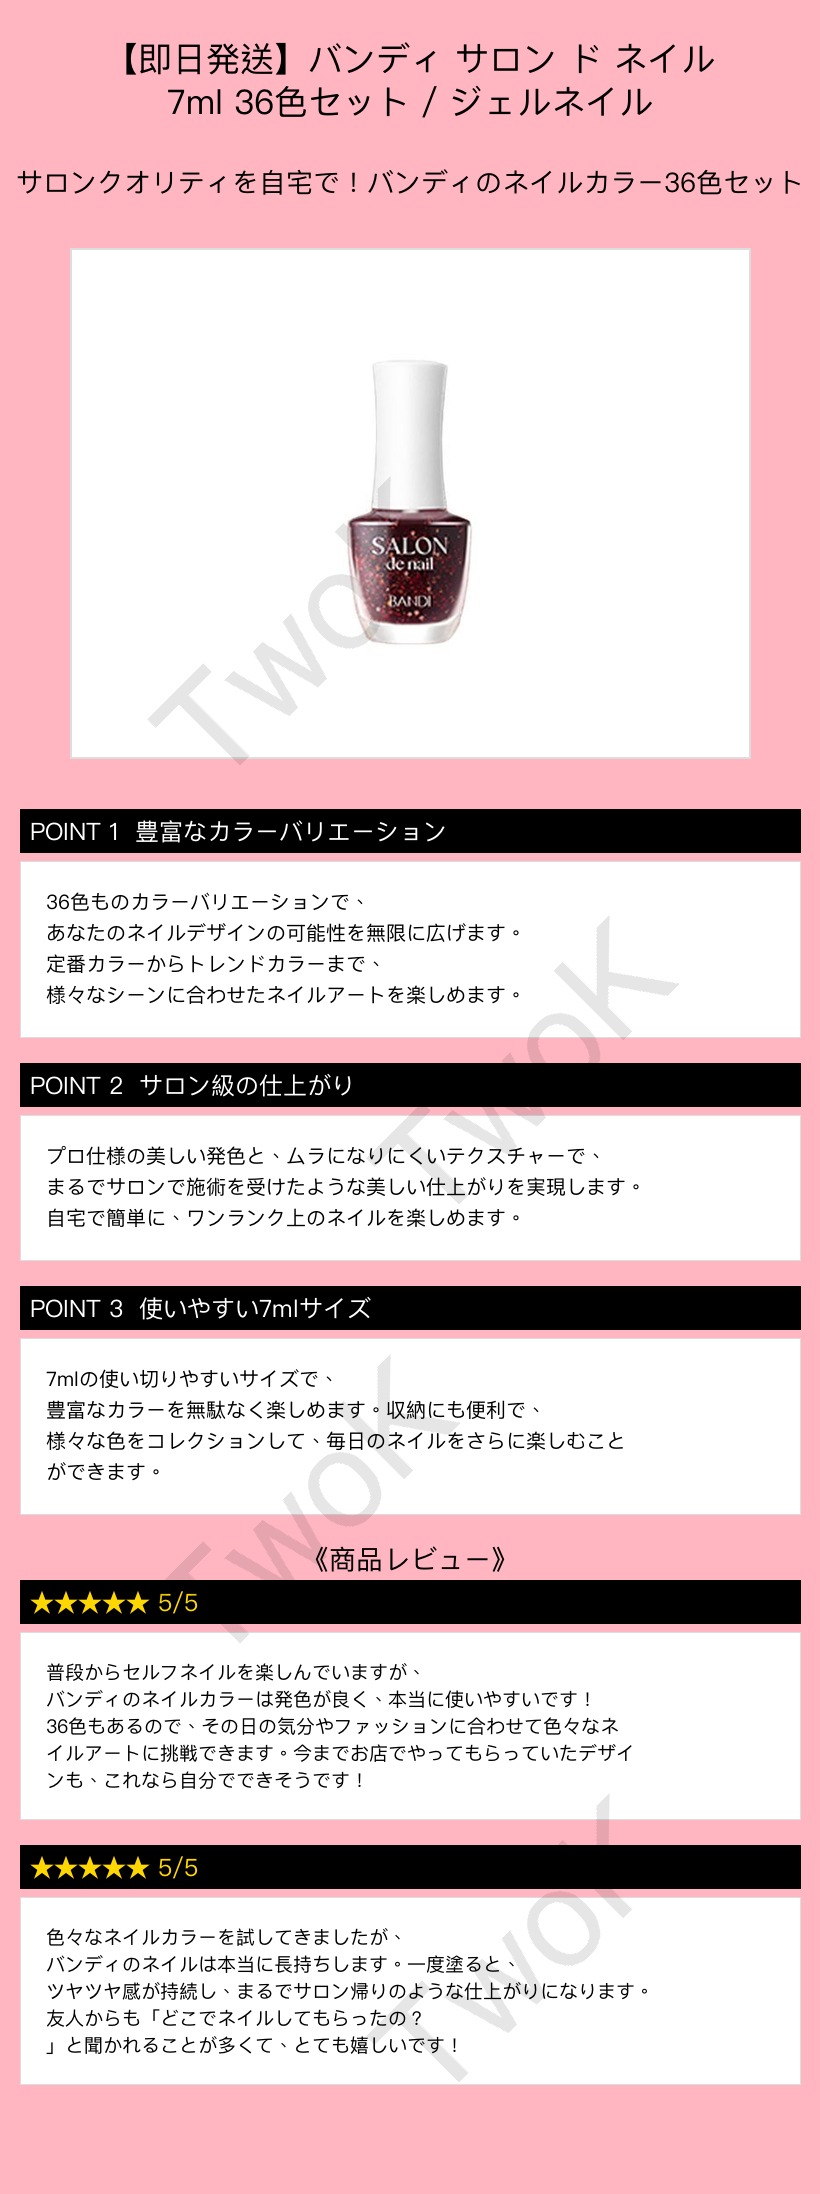 【即日発送】バンディ サロン ド ネイル
7ml 36色セット / ジェルネイル
サロンクオリティを自宅で！バンディのネイルカラー36色セット
SALON
de nail
BANDI
TwoK
POINT 1 豊富なカラーバリエーション
36色ものカラーバリエーションで、
あなたのネイルデザインの可能性を無限に広げます。
定番カラーからトレンドカラーまで、
様々なシーンに合わせたネイルアートを楽しめます。
TwoK
POINT 2 サロン級の仕上がり
プロ仕様の美しい発色と、ムラになりにくいテクスチャーで、
まるでサロンで施術を受けたような美しい仕上がりを実現します。
自宅で簡単に、ワンランク上のネイルを楽しめます。
POINT 3 使いやすい7mlサイズ
7mlの使い切りやすいサイズで、
豊富なカラーを無駄なく楽しめます。収納にも便利で、
様々な色をコレクションして、毎日のネイルをさらに楽しむこと
ができます。
TwoK
《商品レビュー》
★★★★★ 5/5
普段からセルフネイルを楽しんでいますが、
バンディのネイルカラーは発色が良く、本当に使いやすいです！
36色もあるので、その日の気分やファッションに合わせて色々なネ
イルアートに挑戦できます。今までお店でやってもらっていたデザイ
ンも、これなら自分でできそうです！
★★★★★ 5/5
色々なネイルカラーを試してきましたが、
バンディのネイルは本当に長持ちします。一度塗ると、
ツヤツヤ感が持続し、まるでサロン帰りのような仕上がりになります。
友人からも「どこでネイルしてもらったの？
」と聞かれることが多くて、とても嬉しいです！
TwoK